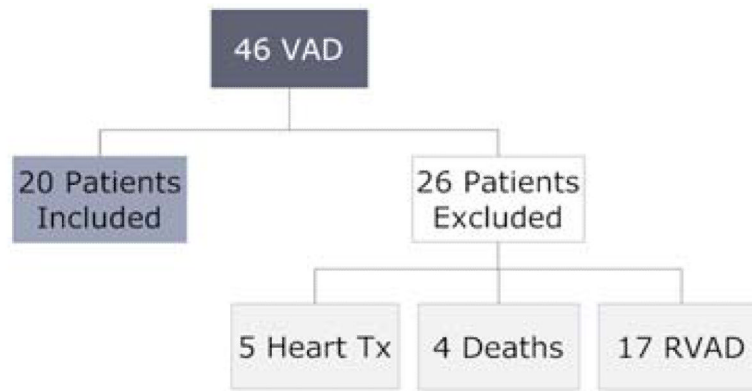 46 VAD
20 Patients
Included
26 Patients
Excluded
5 Heart Tx
4 Deaths
17 RVAD